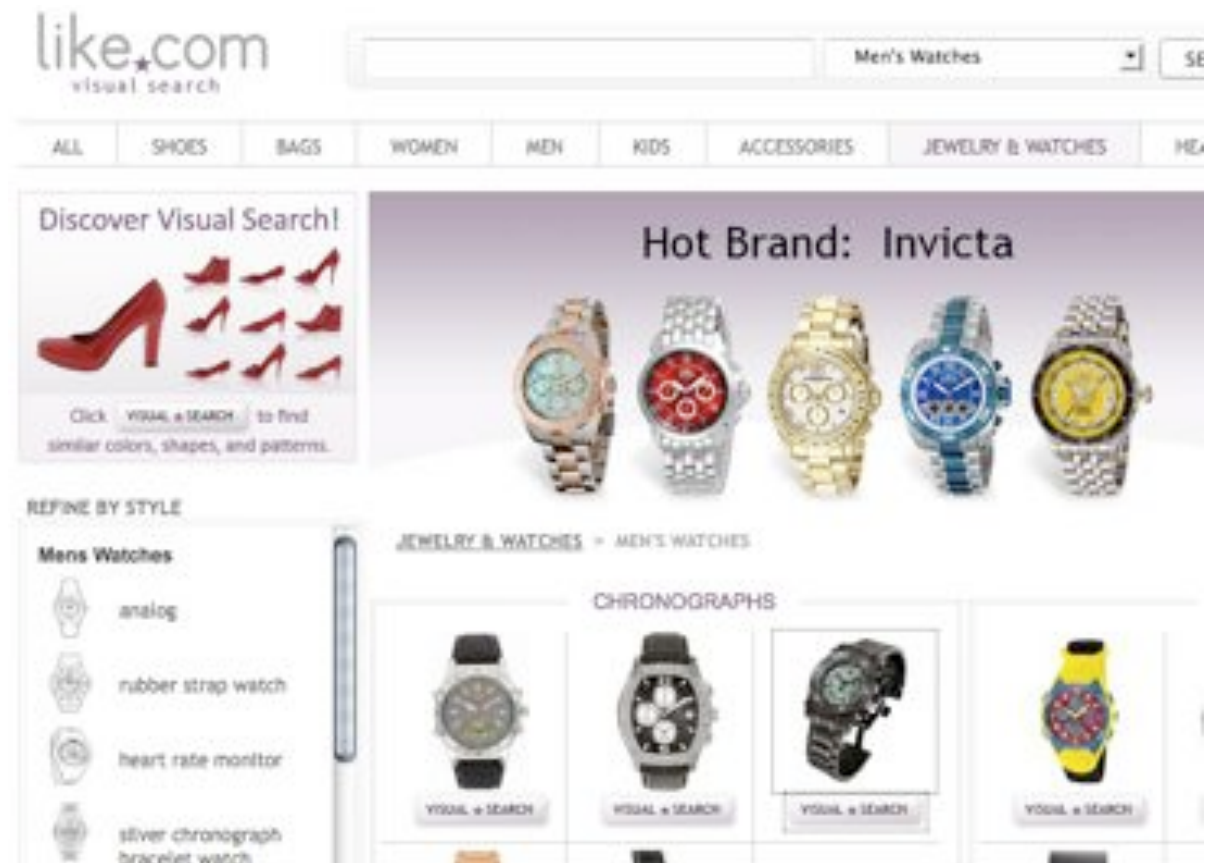 like.com
visual search
Men's Watches
SE
ALL
SHOES
BAGS
WOMEN
MEN
KIDS
ACCESSORIES
JEWELRY & WATCHES
HEA
Discover Visual Search!
Click VISUAL SEARCH to find
similar colors, shapes, and patterns.
Hot Brand: Invicta
REFINE BY STYLE
Mens Watches
analog
rubber strap watch
heart rate monitor
silver chronograph
bracelet watch
JEWELRY & WATCHES > MEN'S WATCHES
CHRONOGRAPHS
VISUAL SEARCH
VISUAL SEARCH
VISUAL SEARCH
VISUAL SEARCH